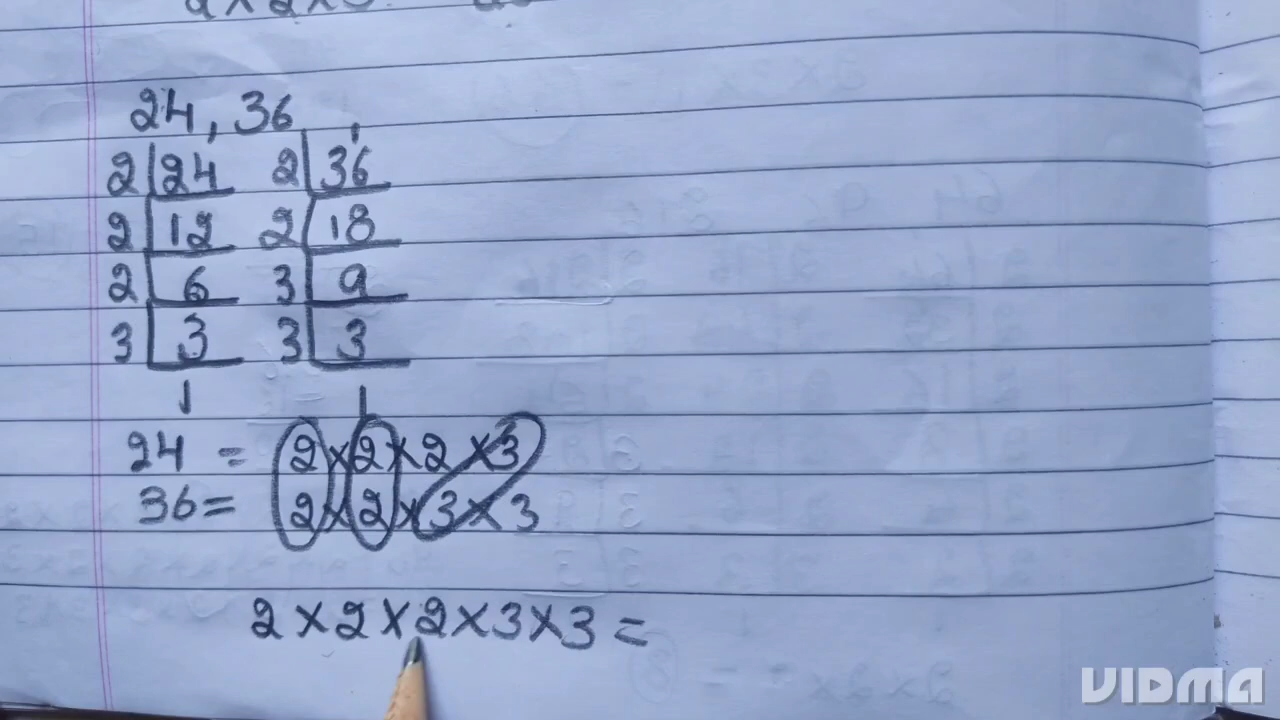 24, 36
2 24 2 36
2 12 2 18
2 6 3 9
3 3 3 3
1 1
24 = 2×2×2×3
36 = 2×2×3×3
2×2×2×3×3=
VIDMA